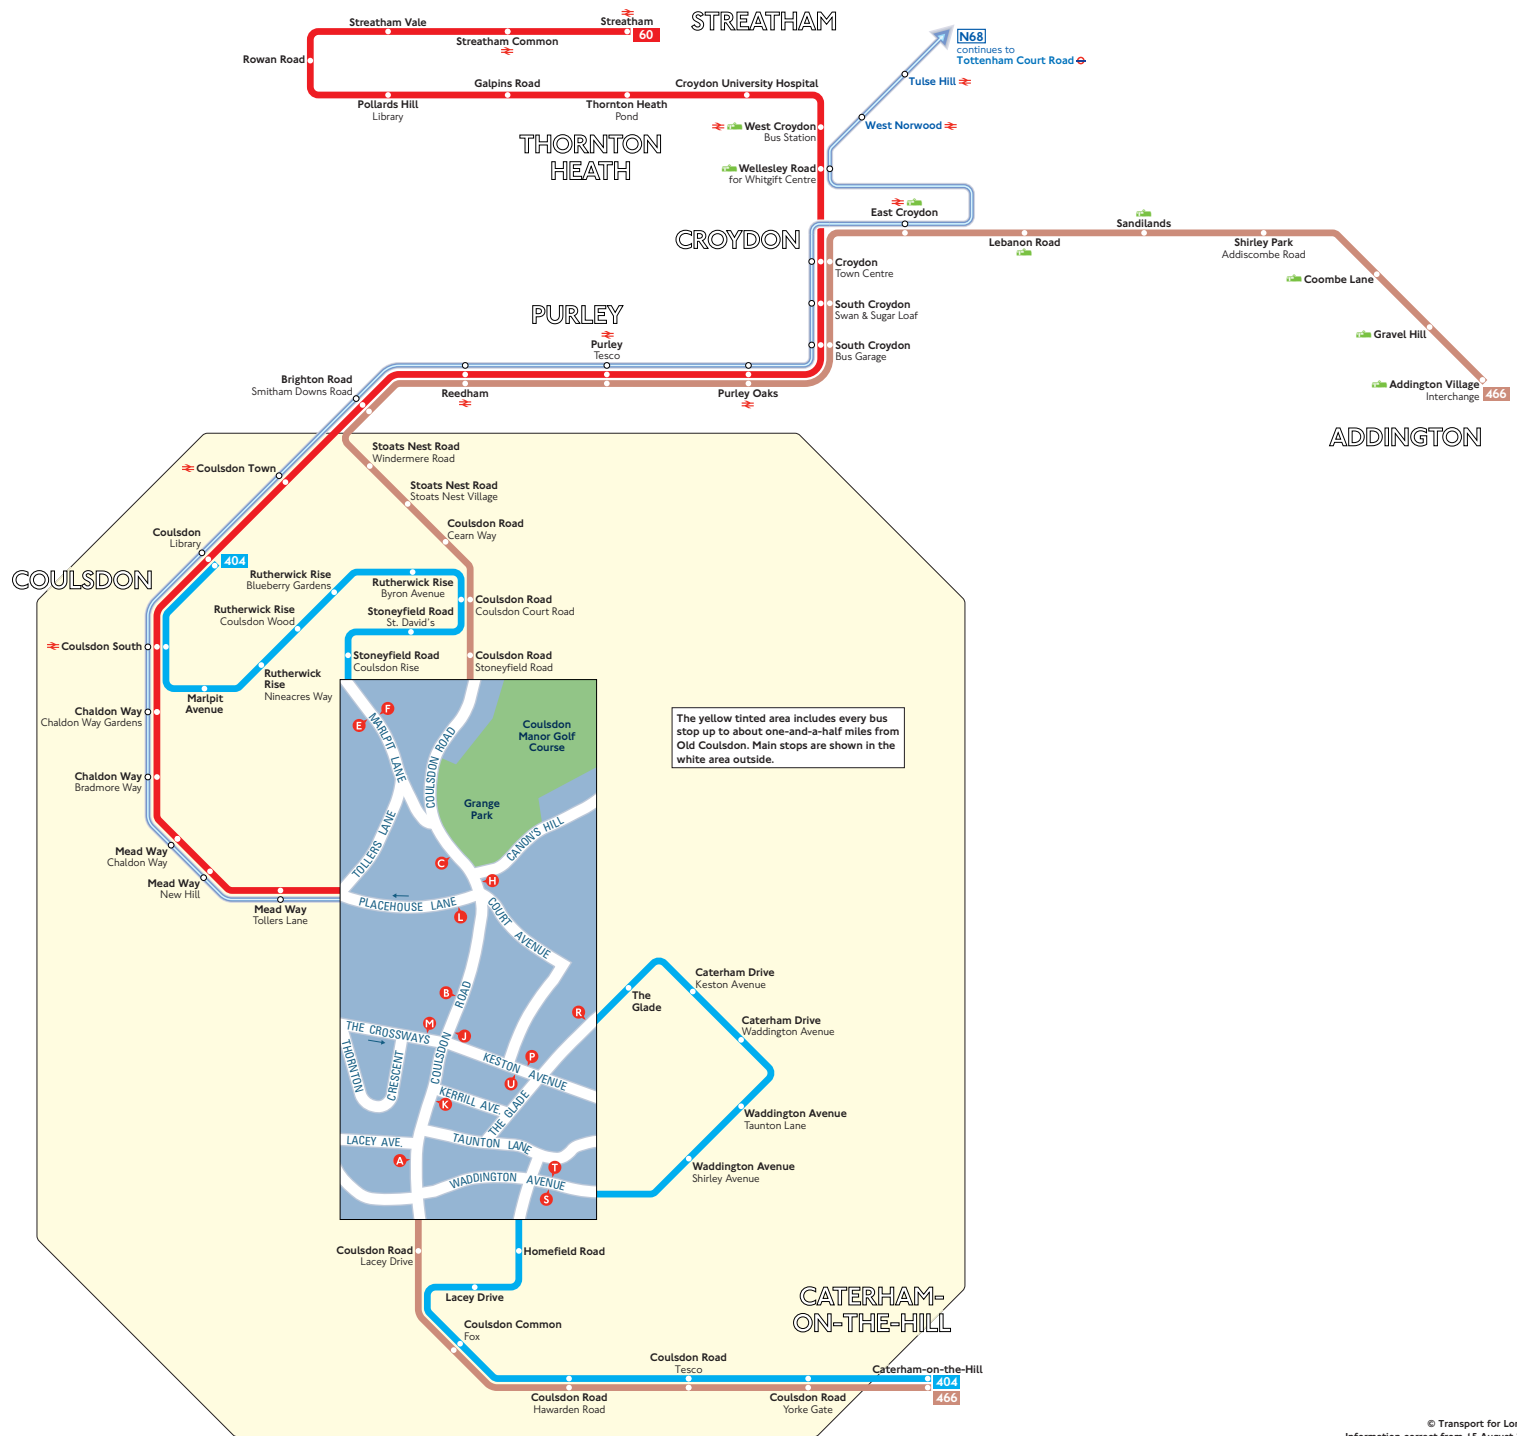 Streatham
STREATHAM
Streatham Vale
60
Streatham Common
N68
continues to
Tottenham Court Road
Rowan Road
Tulse Hill
Galpins Road
Croydon University Hospital
Pollards Hill
Library
Thornton Heath
Pond
West Norwood
West Croydon
Bus Station
THORNTON
HEATH
Wellesley Road
for Whitgift Centre
East Croydon
Sandilands
CROYDON
Lebanon Road
Shirley Park
Addiscombe Road
Croydon
Town Centre
Coombe Lane
South Croydon
Swan & Sugar Loaf
PURLEY
Gravel Hill
Purley
Tesco
South Croydon
Bus Garage
Brighton Road
Smitham Downs Road
Reedham
Purley Oaks
Addington Village
Interchange
466
ADDINGTON
Stoats Nest Road
Windermere Road
Coulsdon Town
Stoats Nest Road
Stoats Nest Village
Coulsdon Road
Cearn Way
Coulsdon
Library
404
COULSDON
Rutherwick Rise
Blueberry Gardens
Rutherwick Rise
Byron Avenue
Rutherwick Rise
Coulsdon Wood
Stoneyfield Road
St. David's
Coulsdon Road
Coulsdon Court Road
Coulsdon South
Stoneyfield Road
Coulsdon Rise
Coulsdon Road
Stoneyfield Road
Rutherwick
Rise
Nineacres Way
Marlpit
Avenue
Chaldon Way
Chaldon Way Gardens
Chaldon Way
Bradmore Way
Mead Way
Chaldon Way
Mead Way
New Hill
Mead Way
Tollers Lane
The yellow tinted area includes every bus
stop up to about one-and-a-half miles from
Old Coulsdon. Main stops are shown in the
white area outside.
F
E
MARLPIT LANE
COULSDON ROAD
Coulsdon
Manor Golf
Course
Grange
Park
TOLLERS LANE
CANON'S HILL
C
H
PLACEHOUSE LANE
L
COURT AVENUE
B
COULSDON ROAD
M
J
R
THE CROSSWAYS
THORNTON CRESCENT
KESTON AVENUE
P
U
KERRILL AVE.
K
THE GLADE
LACEY AVE.
TAUNTON LANE
A
T
WADDINGTON AVENUE
S
The
Glade
Caterham Drive
Keston Avenue
Caterham Drive
Waddington Avenue
Waddington Avenue
Taunton Lane
Waddington Avenue
Shirley Avenue
Coulsdon Road
Lacey Drive
Homefield Road
Lacey Drive
CATERHAM-
ON-THE-HILL
Coulsdon Common
Fox
Coulsdon Road
Tesco
Caterham-on-the-Hill
404
466
Coulsdon Road
Hawarden Road
Coulsdon Road
Yorke Gate
© Transport for Lon
Information correct from 15 August